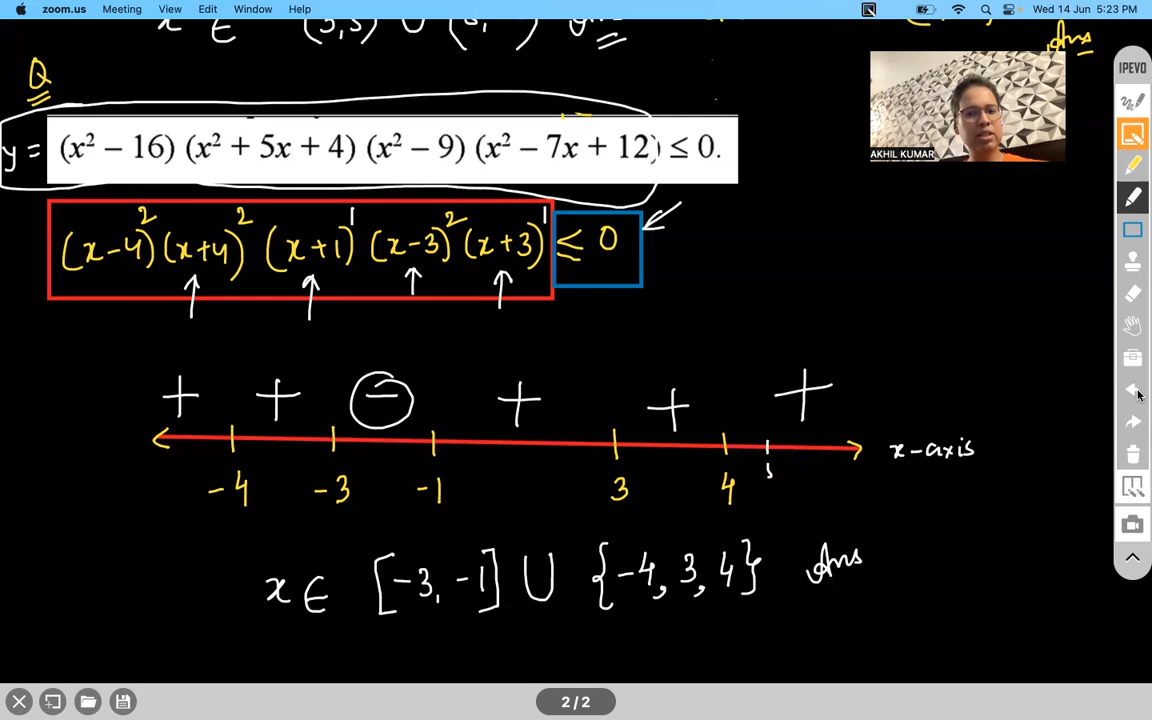 zoom.us Meeting View Edit Window Help
Wed 14 Jun 5:23 PM
x ∈
Ans
IPEVO
Q
y = (x² − 16) (x² + 5x + 4) (x² − 9) (x² − 7x + 12) ≤ 0.
AKHIL KUMAR
(x−4)² (x+4)² (x+1)¹ (x−3)² (x+3)¹ ≤ 0
+ + − + + +
x-axis
−4 −3 −1 3 4
x ∈ [−3, −1] ∪ {−4, 3, 4} Ans
2 / 2